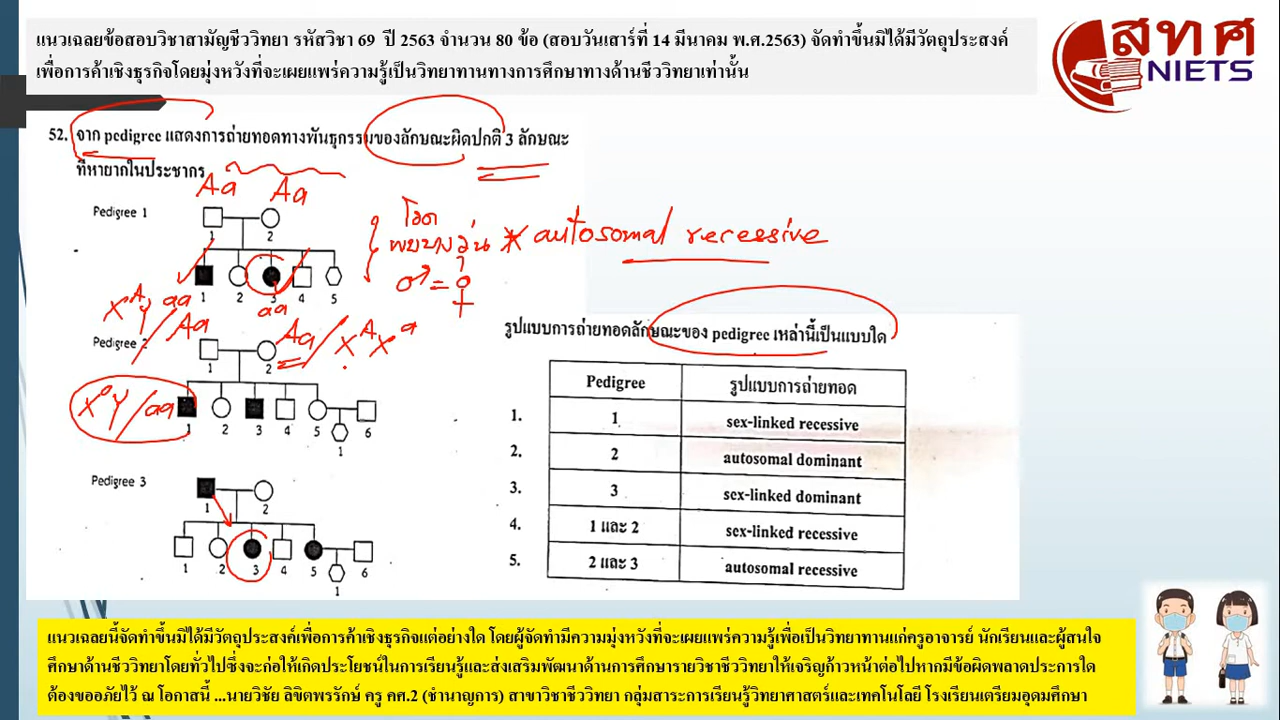 แนวเฉลยข้อสอบวิชาสามัญชีววิทยา รหัสวิชา 69 ปี 2563 จำนวน 80 ข้อ (สอบวันเสาร์ที่ 14 มีนาคม พ.ศ.2563) จัดทำขึ้นมิได้มีวัตถุประสงค์
เพื่อการค้าเชิงธุรกิจโดยมุ่งหวังที่จะเผยแพร่ความรู้เป็นวิทยาทานทางการศึกษาทางด้านชีววิทยาเท่านั้น
สทศ
NIETS
52. จาก pedigree แสดงการถ่ายทอดทางพันธุกรรมของลักษณะผิดปกติ 3 ลักษณะ
ที่หายากในประชากร
Aa Aa
Pedigree 1
1 2
1 2 3 4 5
aa aa
โอกาส
autosomal recessive
♂ = ♀
X^A Y / Aa
Aa / X^A X^a
Pedigree 2
1 2
X^a Y / aa
1 2 3 4 5 6
1
Pedigree 3
1 2
1 2 3 4 5 6
1
รูปแบบการถ่ายทอดลักษณะของ pedigree เหล่านี้เป็นแบบใด
Pedigree รูปแบบการถ่ายทอด
1. 1 sex-linked recessive
2. 2 autosomal dominant
3. 3 sex-linked dominant
4. 1 และ 2 sex-linked recessive
5. 2 และ 3 autosomal recessive
แนวเฉลยนี้จัดทำขึ้นมิได้มีวัตถุประสงค์เพื่อการค้าเชิงธุรกิจแต่อย่างใด โดยผู้จัดทำมีความมุ่งหวังที่จะเผยแพร่ความรู้เพื่อเป็นวิทยาทานแก่ครูอาจารย์ นักเรียนและผู้สนใจ
ศึกษาด้านชีววิทยาโดยทั่วไปซึ่งจะก่อให้เกิดประโยชน์ในการเรียนรู้และส่งเสริมพัฒนาด้านการศึกษารายวิชาชีววิทยาให้เจริญก้าวหน้าต่อไปหากมีข้อผิดพลาดประการใด
ต้องขออภัยไว้ ณ โอกาสนี้ ...นายวิชัย ลิขิตพรรักษ์ ครู คศ.2 (ชำนาญการ) สาขาวิชาชีววิทยา กลุ่มสาระการเรียนรู้วิทยาศาสตร์และเทคโนโลยี โรงเรียนเตรียมอุดมศึกษา